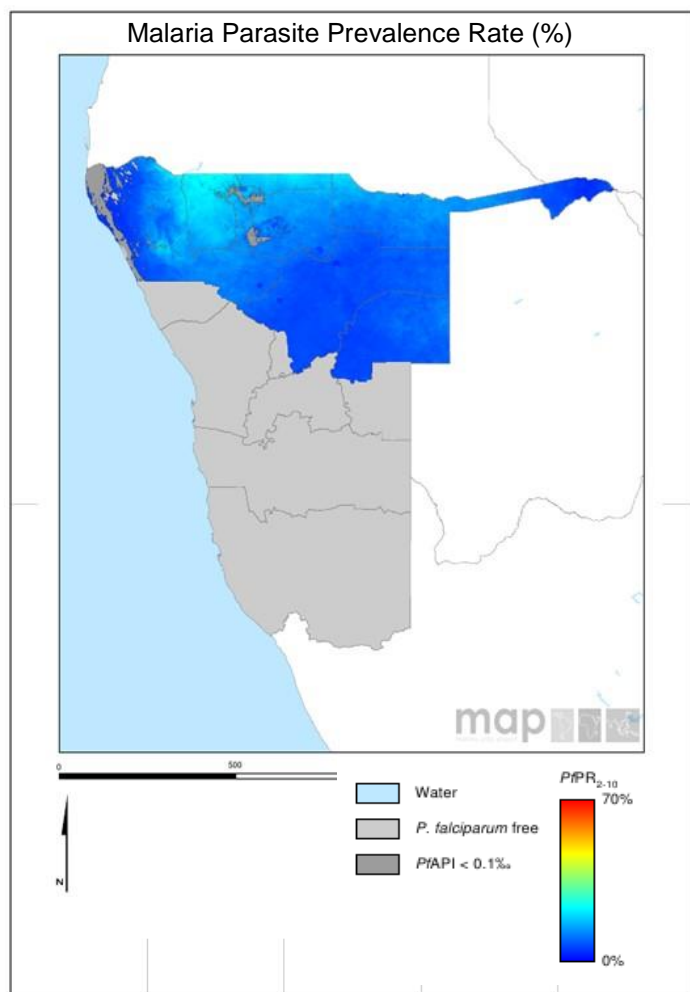 Malaria Parasite Prevalence Rate (%)
map
0 500
Water
P. falciparum free
PfAPI < 0.1‰
N
PfPR2-10
70%
0%